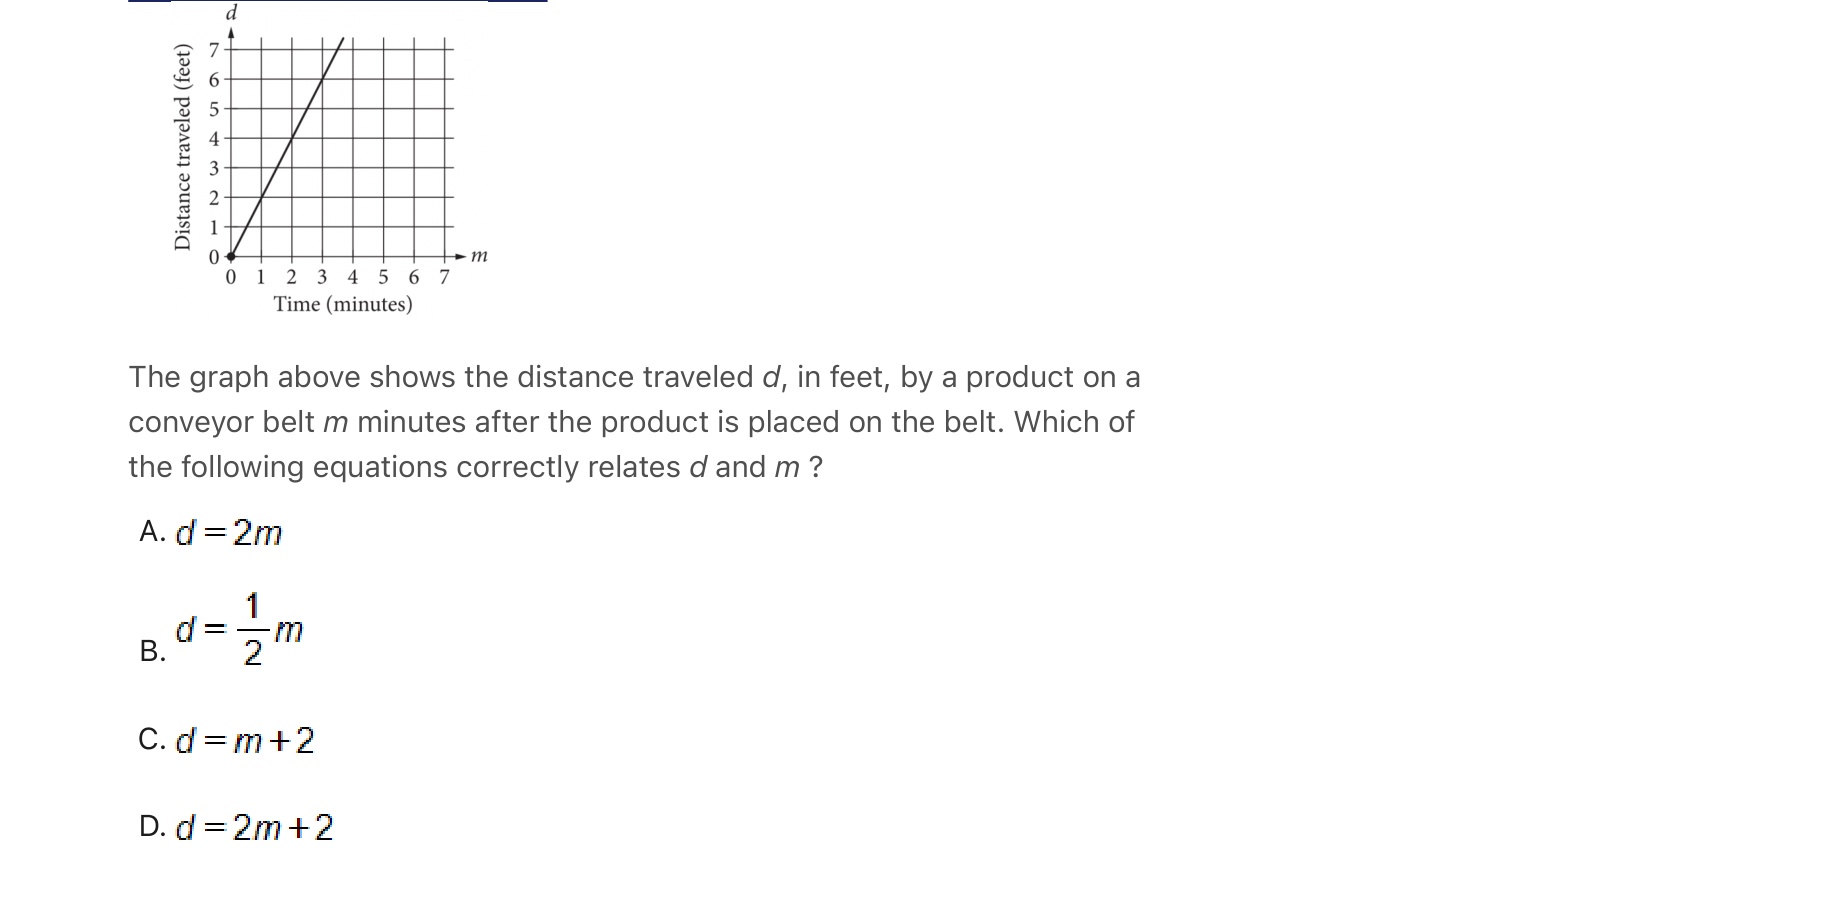 d
Distance traveled (feet)
7
6
5
4
3
2
1
0
m
0 1 2 3 4 5 6 7
Time (minutes)
The graph above shows the distance traveled d, in feet, by a product on a
conveyor belt m minutes after the product is placed on the belt. Which of
the following equations correctly relates d and m ?
A. d = 2m
B. d = 1/2 m
C. d = m + 2
D. d = 2m + 2